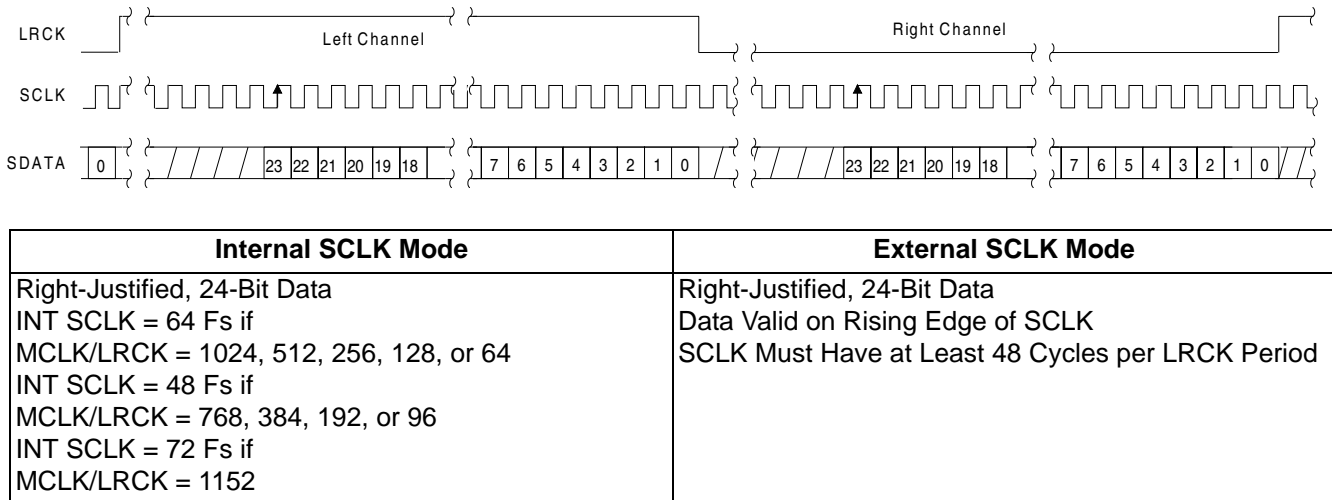 LRCK Left Channel Right Channel
SCLK
SDATA 0 23 22 21 20 19 18 7 6 5 4 3 2 1 0 23 22 21 20 19 18 7 6 5 4 3 2 1 0
Internal SCLK Mode
Right-Justified, 24-Bit Data
INT SCLK = 64 Fs if
MCLK/LRCK = 1024, 512, 256, 128, or 64
INT SCLK = 48 Fs if
MCLK/LRCK = 768, 384, 192, or 96
INT SCLK = 72 Fs if
MCLK/LRCK = 1152
External SCLK Mode
Right-Justified, 24-Bit Data
Data Valid on Rising Edge of SCLK
SCLK Must Have at Least 48 Cycles per LRCK Period